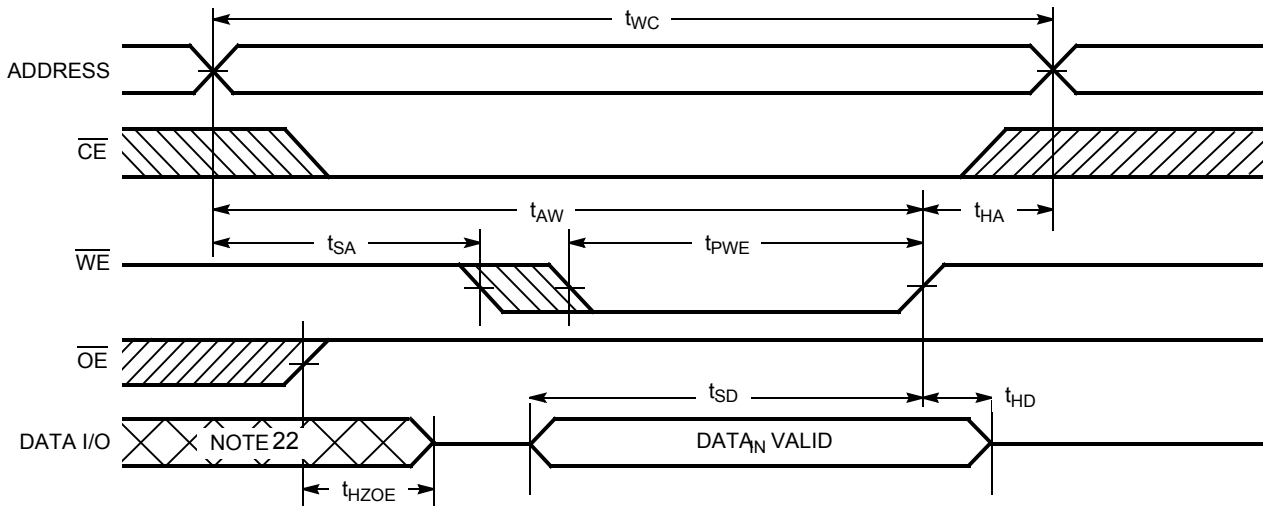 tWC
ADDRESS
CE
tAW
tHA
tSA
tPWE
WE
OE
tSD
tHD
DATA I/O
NOTE 22
DATAIN VALID
tHZOE